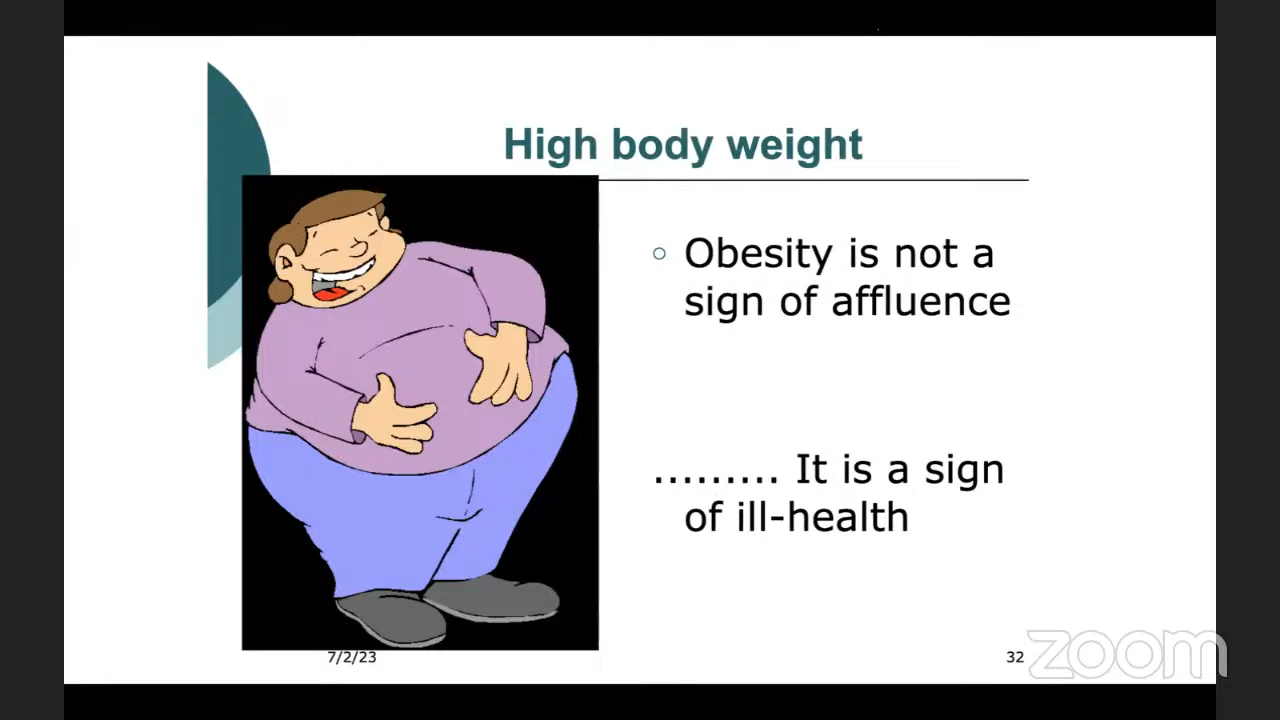 High body weight
Obesity is not a
sign of affluence
......... It is a sign
of ill-health
7/2/23
32
zoom